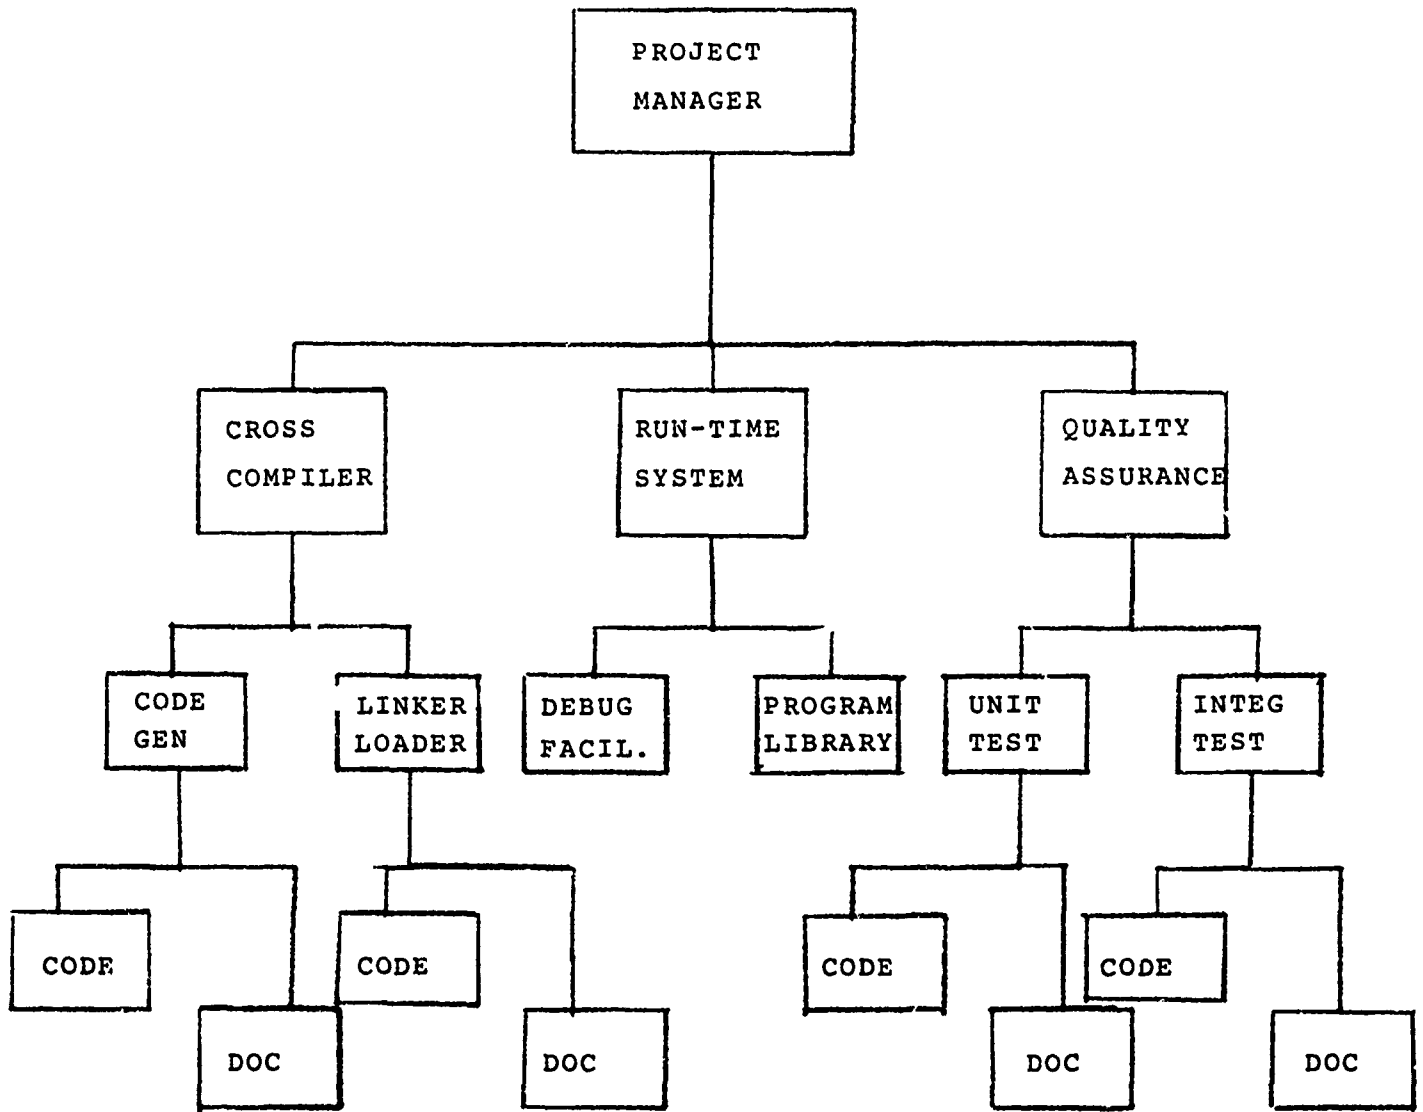 PROJECT
MANAGER
CROSS
COMPILER
RUN-TIME
SYSTEM
QUALITY
ASSURANCE
CODE
GEN
LINKER
LOADER
DEBUG
FACIL.
PROGRAM
LIBRARY
UNIT
TEST
INTEG
TEST
CODE
CODE
CODE
CODE
DOC
DOC
DOC
DOC